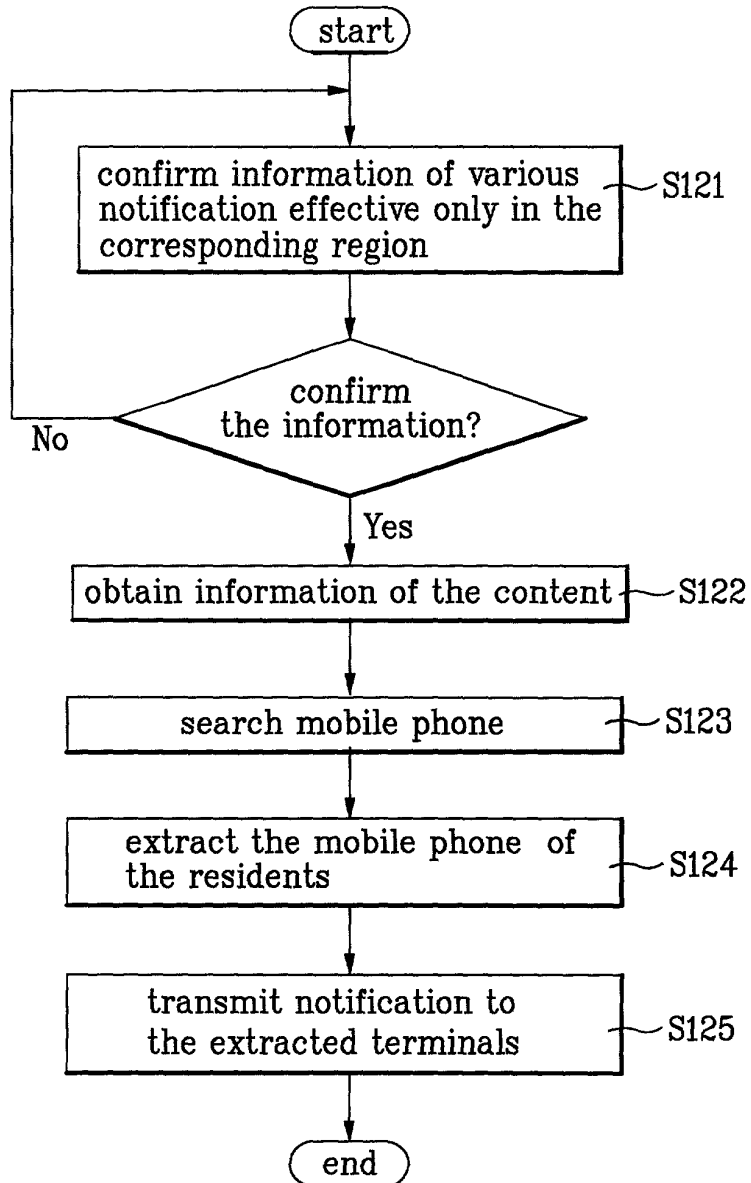 start
confirm information of various
notification effective only in the
corresponding region
S121
confirm
the information?
No
Yes
obtain information of the content
S122
search mobile phone
S123
extract the mobile phone of
the residents
S124
transmit notification to
the extracted terminals
S125
end